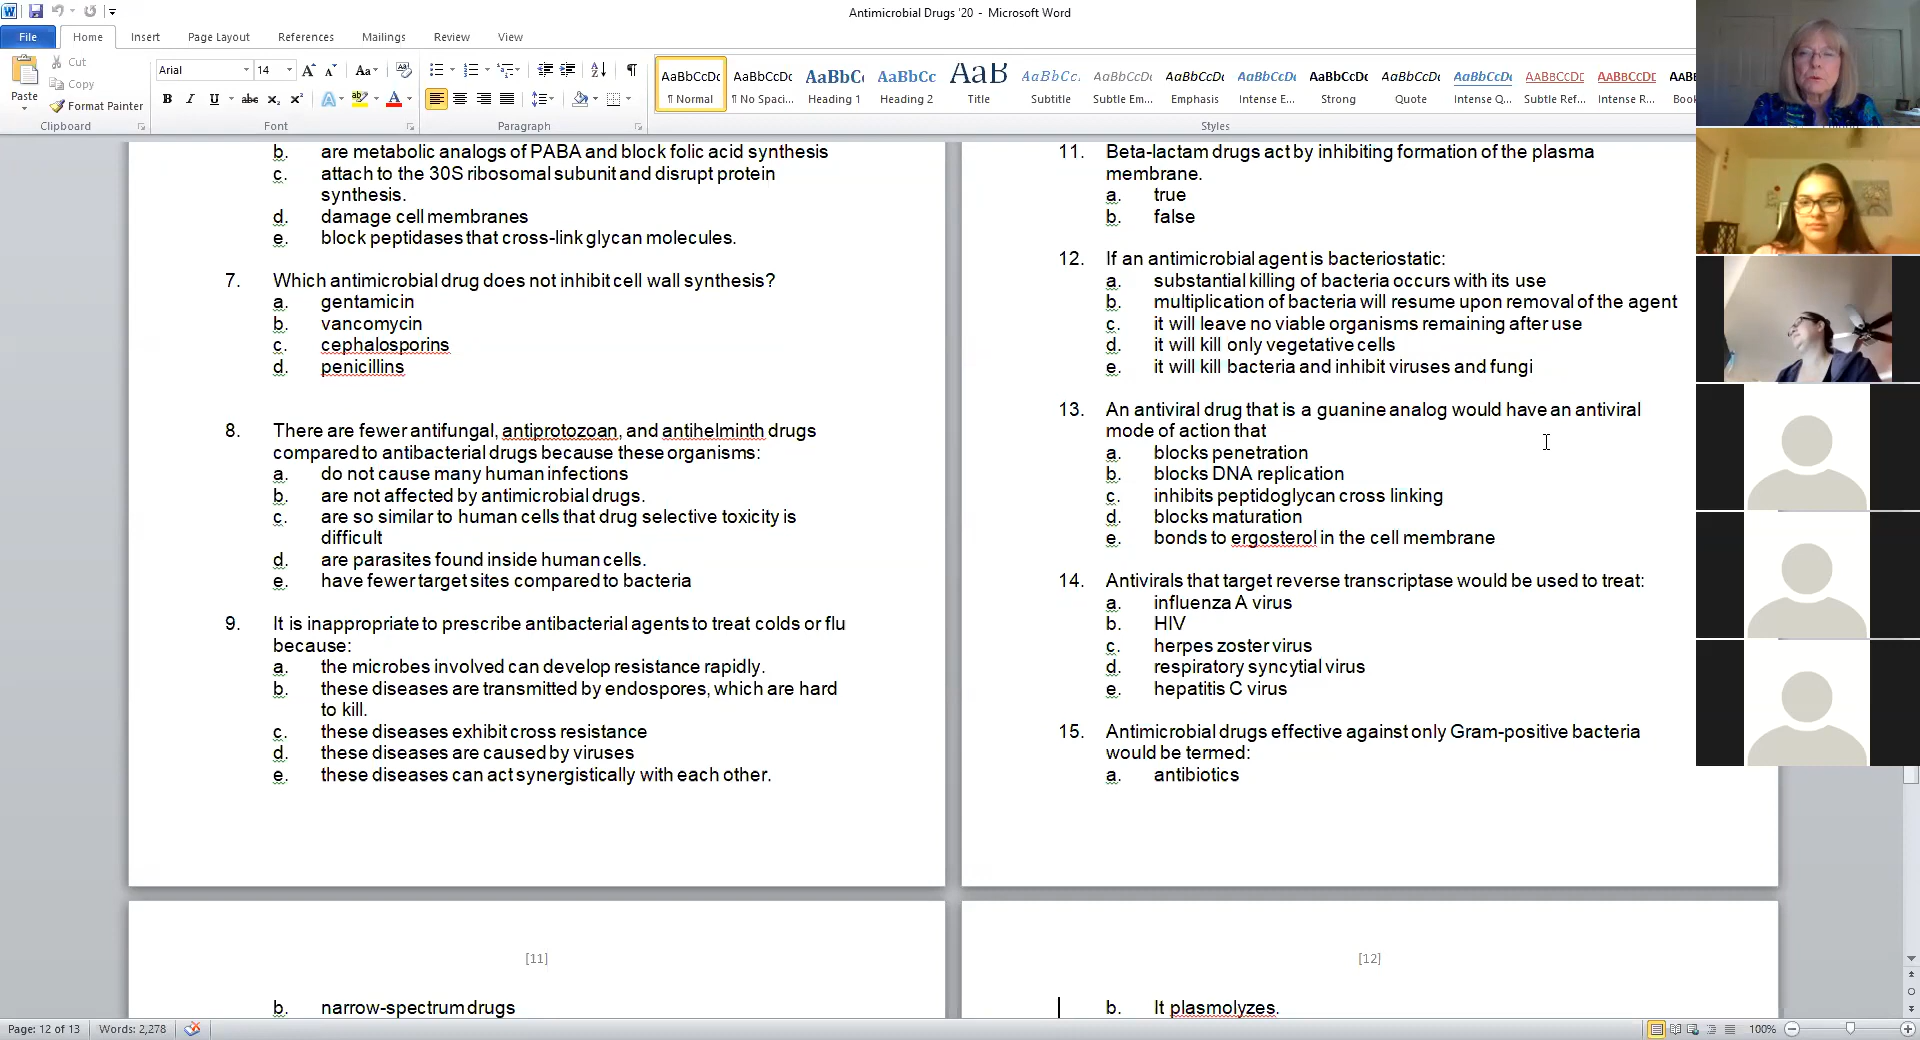 Antimicrobial Drugs '20 - Microsoft Word
File Home Insert Page Layout References Mailings Review View
Paste
Cut
Copy
Format Painter
Clipboard
Arial 14
Font
Paragraph
AaBbCcDc AaBbCcDc AaBbC AaBbCc AaB AaBbCc. AaBbCcDc AaBbCcDc AaBbCcDc AaBbCcDc AaBbCcDc AaBbCcDc AABBCCDC AABBCCDC
¶ Normal ¶ No Spaci... Heading 1 Heading 2 Title Subtitle Subtle Em... Emphasis Intense E... Strong Quote Intense Q... Subtle Ref... Intense R...
Styles
b. are metabolic analogs of PABA and block folic acid synthesis
c. attach to the 30S ribosomal subunit and disrupt protein
synthesis.
d. damage cell membranes
e. block peptidases that cross-link glycan molecules.
7. Which antimicrobial drug does not inhibit cell wall synthesis?
a. gentamicin
b. vancomycin
c. cephalosporins
d. penicillins
8. There are fewer antifungal, antiprotozoan, and antihelminth drugs
compared to antibacterial drugs because these organisms:
a. do not cause many human infections
b. are not affected by antimicrobial drugs.
c. are so similar to human cells that drug selective toxicity is
difficult
d. are parasites found inside human cells.
e. have fewer target sites compared to bacteria
9. It is inappropriate to prescribe antibacterial agents to treat colds or flu
because:
a. the microbes involved can develop resistance rapidly.
b. these diseases are transmitted by endospores, which are hard
to kill.
c. these diseases exhibit cross resistance
d. these diseases are caused by viruses
e. these diseases can act synergistically with each other.
11. Beta-lactam drugs act by inhibiting formation of the plasma
membrane.
a. true
b. false
12. If an antimicrobial agent is bacteriostatic:
a. substantial killing of bacteria occurs with its use
b. multiplication of bacteria will resume upon removal of the agent
c. it will leave no viable organisms remaining after use
d. it will kill only vegetative cells
e. it will kill bacteria and inhibit viruses and fungi
13. An antiviral drug that is a guanine analog would have an antiviral
mode of action that
a. blocks penetration
b. blocks DNA replication
c. inhibits peptidoglycan cross linking
d. blocks maturation
e. bonds to ergosterol in the cell membrane
14. Antivirals that target reverse transcriptase would be used to treat:
a. influenza A virus
b. HIV
c. herpes zoster virus
d. respiratory syncytial virus
e. hepatitis C virus
15. Antimicrobial drugs effective against only Gram-positive bacteria
would be termed:
a. antibiotics
[11]
b. narrow-spectrum drugs
[12]
b. It plasmolyzes.
Page: 12 of 13 Words: 2,278 100%